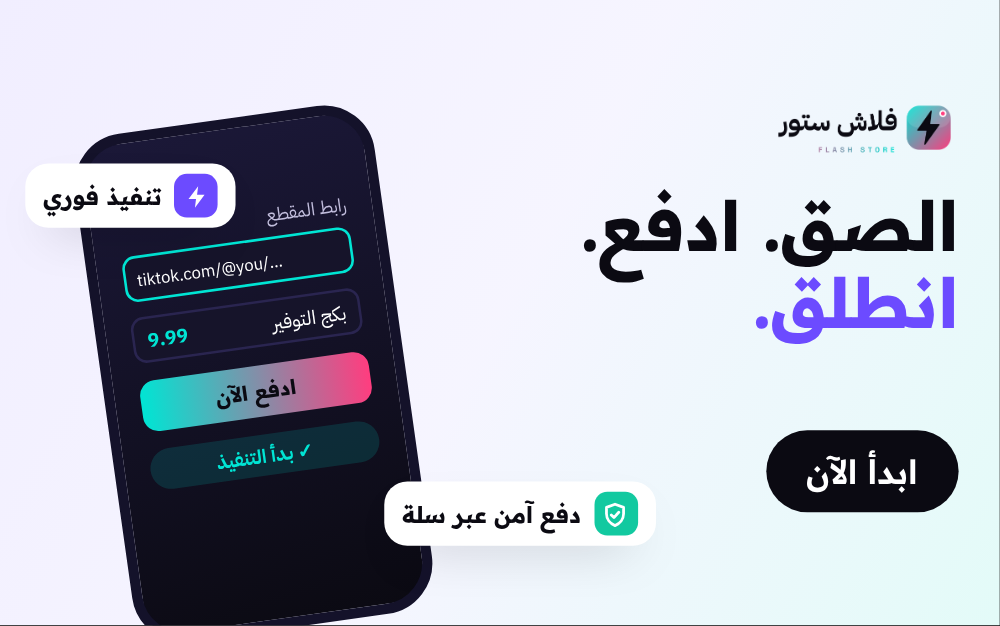 فلاش ستور
FLASH STORE
الصق. ادفع.
انطلق.
ابدأ الآن
تنفيذ فوري
رابط المقطع
tiktok.com/@you/...
بكج التوفير 9.99
ادفع الآن
✓ بدأ التنفيذ
دفع آمن عبر سلة